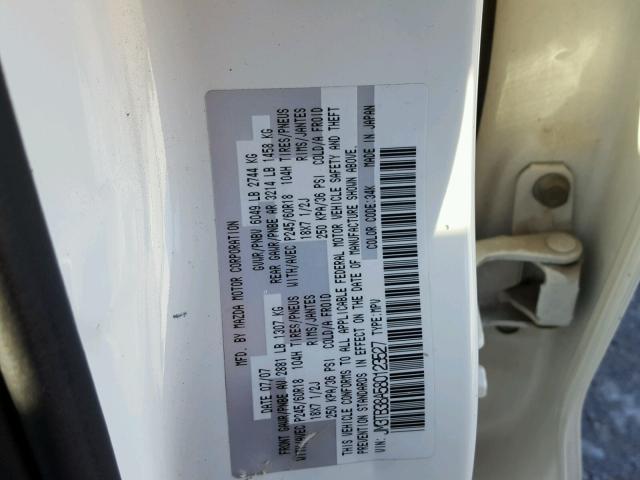 MFD BY MAZDA MOTOR CORPORATION
DATE 07/07 GVWR/PNBV 6049 LB 2744 KG
FRONT GAWR/PNBE AV 2881 LB 1307 KG REAR GAWR/PNBE AR 3214 LB 1458 KG
WITH/AVEC P245/60R18 104H TIRES/PNEUS WITH/AVEC P245/60R18 104H TIRES/PNEUS
18X7 1/2J RIMS/JANTES 18X7 1/2J RIMS/JANTES
250 KPA/36 PSI COLD/A FROID 250 KPA/36 PSI COLD/A FROID
THIS VEHICLE CONFORMS TO ALL APPLICABLE FEDERAL MOTOR VEHICLE SAFETY AND THEFT
PREVENTION STANDARDS IN EFFECT ON THE DATE OF MANUFACTURE SHOWN ABOVE.
VIN: JM3TB38A580123527 TYPE:MPV COLOR CODE:34K MADE IN JAPAN